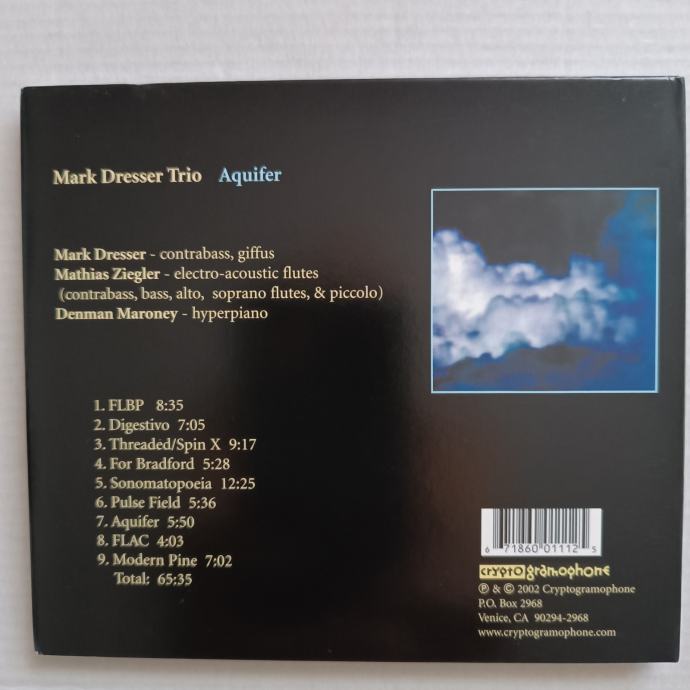 Mark Dresser Trio Aquifer
Mark Dresser - contrabass, giffus
Mathias Ziegler - electro-acoustic flutes
(contrabass, bass, alto, soprano flutes, & piccolo)
Denman Maroney - hyperpiano
1. FLBP 8:35
2. Digestivo 7:05
3. Threaded/Spin X 9:17
4. For Bradford 5:28
5. Sonomatopoeia 12:25
6. Pulse Field 5:36
7. Aquifer 5:50
8. FLAC 4:03
9. Modern Pine 7:02
Total: 65:35
6 71860 01112 5
cryptogramophone
℗ & © 2002 Cryptogramophone
P.O. Box 2968
Venice, CA 90294-2968
www.cryptogramophone.com